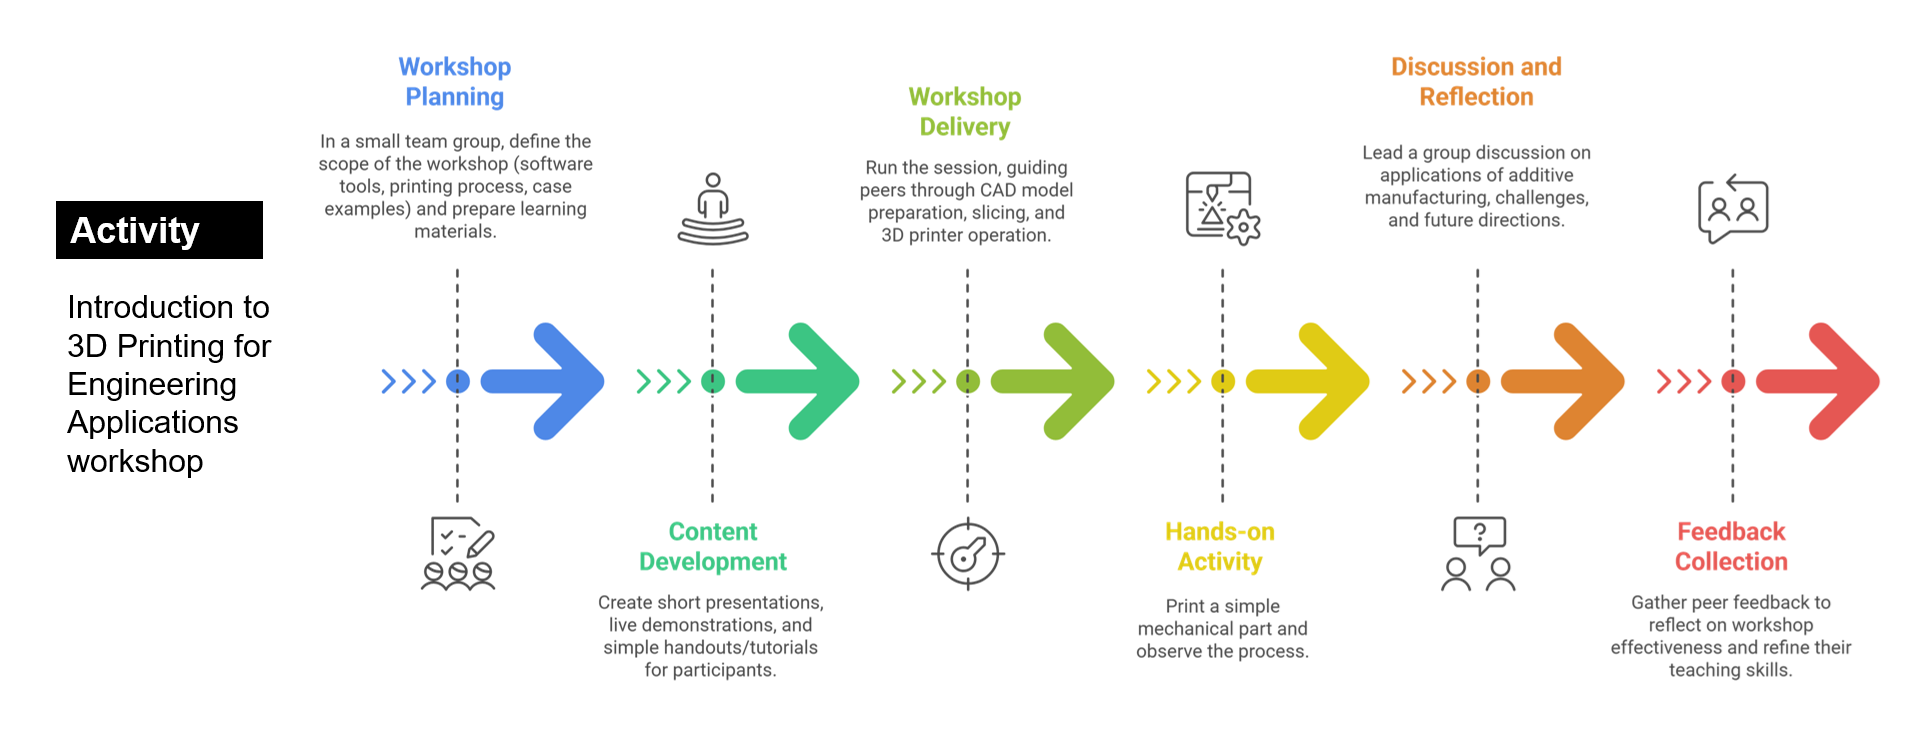 Activity
Introduction to
3D Printing for
Engineering
Applications
workshop
Workshop
Planning
In a small team group, define the
scope of the workshop (software
tools, printing process, case
examples) and prepare learning
materials.
Content
Development
Create short presentations,
live demonstrations, and
simple handouts/tutorials
for participants.
Workshop
Delivery
Run the session, guiding
peers through CAD model
preparation, slicing, and
3D printer operation.
Hands-on
Activity
Print a simple
mechanical part and
observe the process.
Discussion and
Reflection
Lead a group discussion on
applications of additive
manufacturing, challenges,
and future directions.
?
Feedback
Collection
Gather peer feedback to
reflect on workshop
effectiveness and refine their
teaching skills.